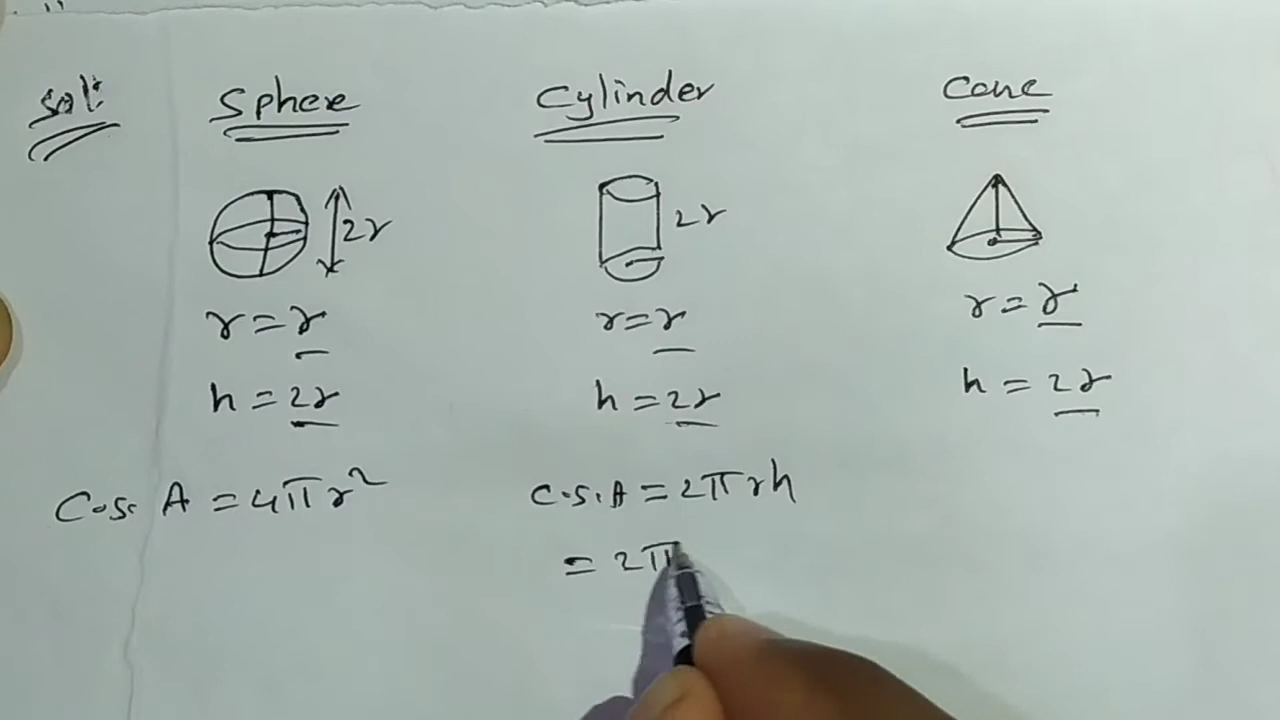 Sol: Sphere Cylinder Cone
2r 2r
r = r r = r r = r
h = 2r h = 2r h = 2r
C.S. A = 4πr² C.S.A = 2πrh
= 2π